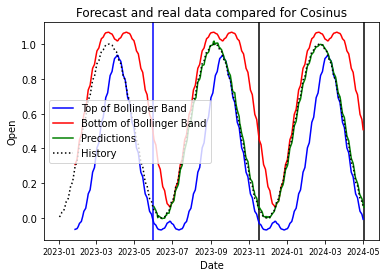 Forecast and real data compared for Cosinus
Open
1.0
0.8
0.6
0.4
0.2
0.0
Top of Bollinger Band
Bottom of Bollinger Band
Predictions
History
2023-01 2023-03 2023-05 2023-07 2023-09 2023-11 2024-01 2024-03 2024-05
Date